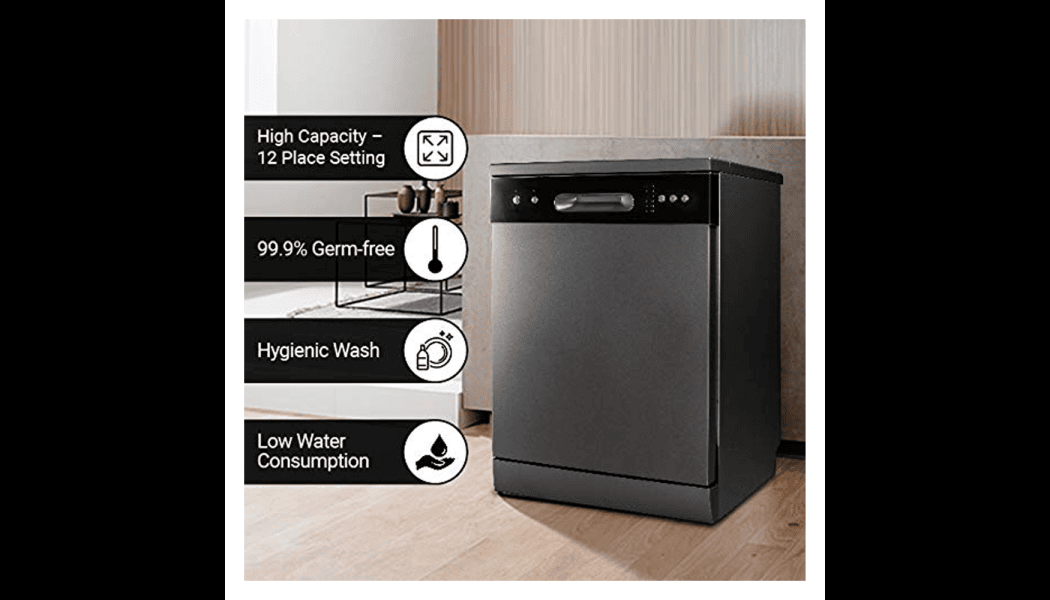 High Capacity –
12 Place Setting
99.9% Germ-free
Hygienic Wash
Low Water
Consumption